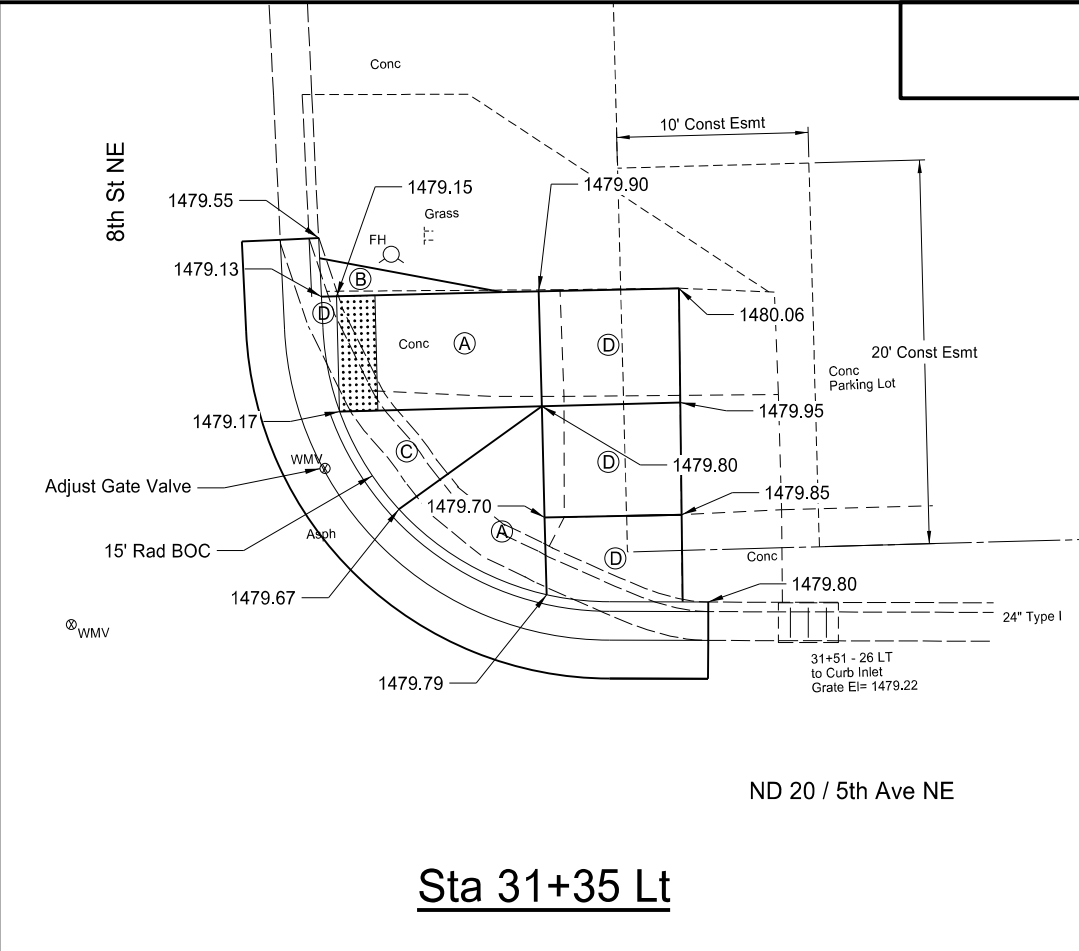 Conc
10' Const Esmt
8th St NE
1479.15
1479.90
1479.55
Grass
FH
1479.13
B
1480.06
D
Conc
A
D
20' Const Esmt
Conc
Parking Lot
1479.95
1479.17
C
WMV
D
1479.80
Adjust Gate Valve
1479.70
1479.85
Asph
A
15' Rad BOC
D
Conc
1479.80
1479.67
24" Type I
WMV
31+51 - 26 LT
to Curb Inlet
Grate El= 1479.22
1479.79
ND 20 / 5th Ave NE
Sta 31+35 Lt